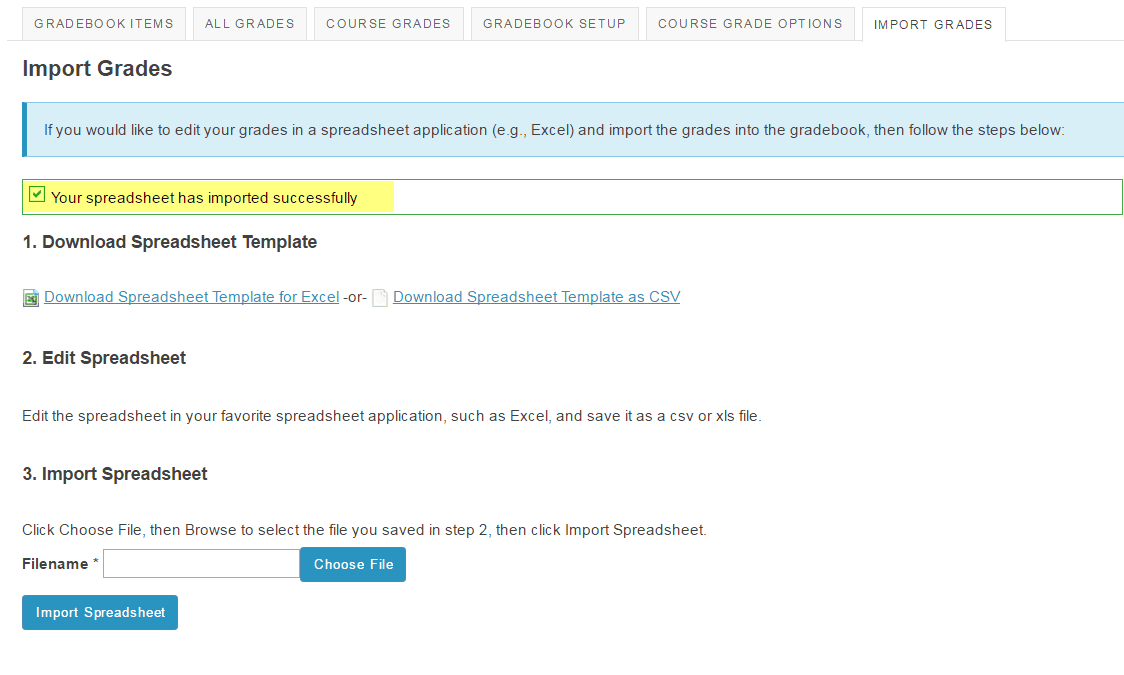 GRADEBOOK ITEMS ALL GRADES COURSE GRADES GRADEBOOK SETUP COURSE GRADE OPTIONS IMPORT GRADES
Import Grades
If you would like to edit your grades in a spreadsheet application (e.g., Excel) and import the grades into the gradebook, then follow the steps below:
Your spreadsheet has imported successfully
1. Download Spreadsheet Template
Download Spreadsheet Template for Excel -or- Download Spreadsheet Template as CSV
2. Edit Spreadsheet
Edit the spreadsheet in your favorite spreadsheet application, such as Excel, and save it as a csv or xls file.
3. Import Spreadsheet
Click Choose File, then Browse to select the file you saved in step 2, then click Import Spreadsheet.
Filename * Choose File
Import Spreadsheet